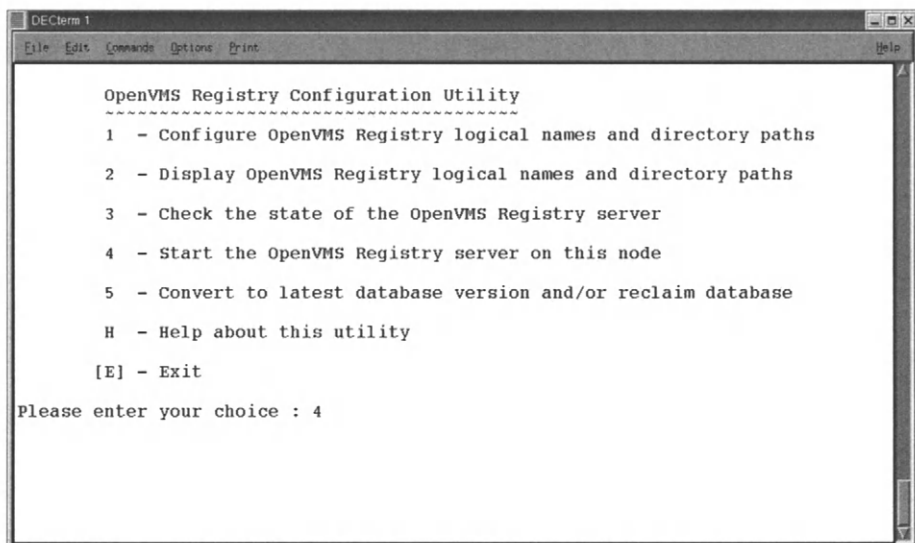 DECterm 1
File Edit Commands Options Print Help
OpenVMS Registry Configuration Utility
~~~~~~~~~~~~~~~~~~~~~~~~~~~~~~~~~~~~~~
1 - Configure OpenVMS Registry logical names and directory paths
2 - Display OpenVMS Registry logical names and directory paths
3 - Check the state of the OpenVMS Registry server
4 - Start the OpenVMS Registry server on this node
5 - Convert to latest database version and/or reclaim database
H - Help about this utility
[E] - Exit
Please enter your choice : 4